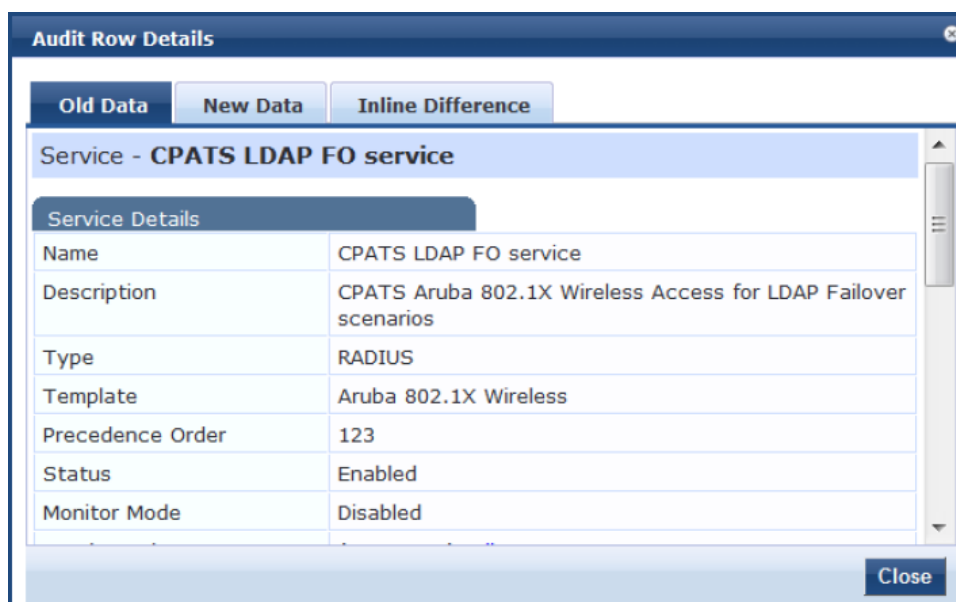 Audit Row Details
Old Data New Data Inline Difference
Service - CPATS LDAP FO service
Service Details
Name CPATS LDAP FO service
Description CPATS Aruba 802.1X Wireless Access for LDAP Failover
scenarios
Type RADIUS
Template Aruba 802.1X Wireless
Precedence Order 123
Status Enabled
Monitor Mode Disabled
Close